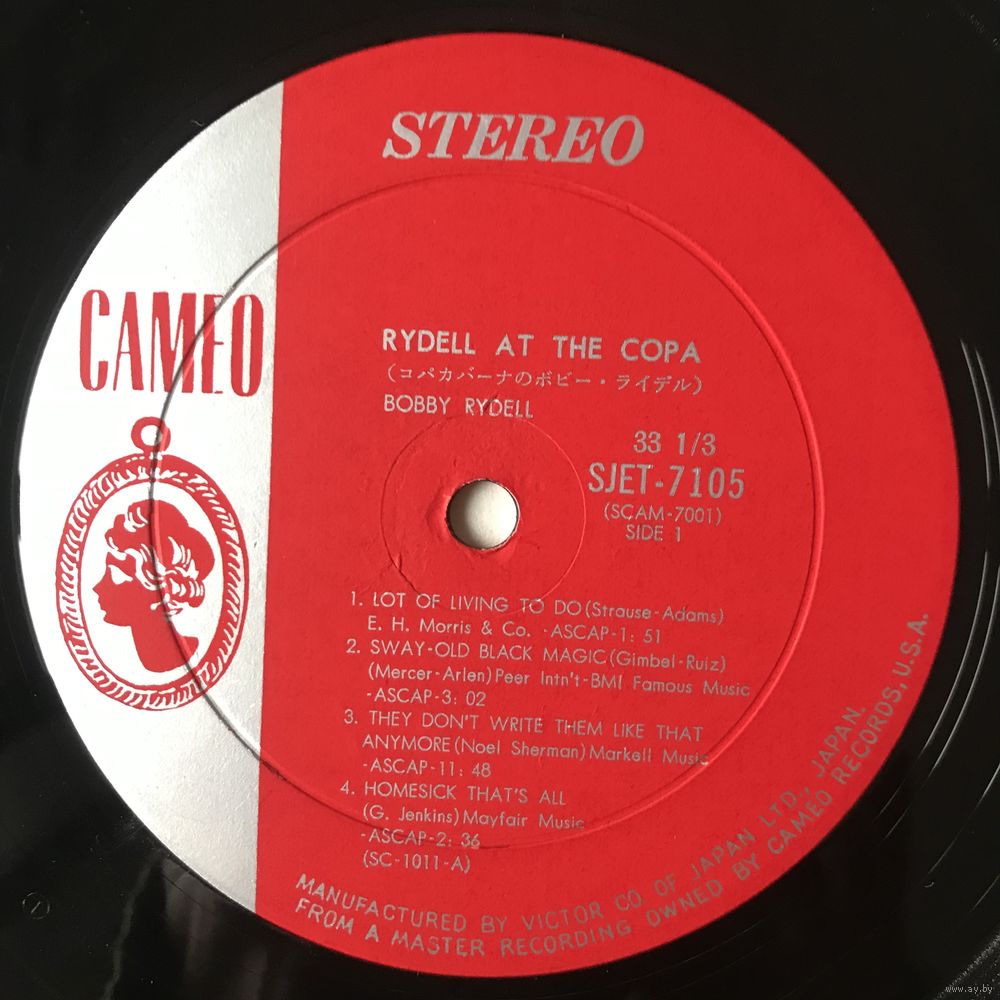 STEREO
CAMEO
RYDELL AT THE COPA
(コパカバーナのボビー・ライデル)
BOBBY RYDELL
33 1/3
SJET-7105
(SCAM-7001)
SIDE 1
1. LOT OF LIVING TO DO (Strause-Adams)
E. H. Morris & Co. -ASCAP-1: 51
2. SWAY-OLD BLACK MAGIC (Gimbel-Ruiz)
(Mercer-Arlen) Peer Intn't-BMI Famous Music
-ASCAP-3: 02
3. THEY DON'T WRITE THEM LIKE THAT
ANYMORE (Noel Sherman) Markell Music
-ASCAP-11: 48
4. HOMESICK THAT'S ALL
(G. Jenkins) Mayfair Music
-ASCAP-2: 36
(SC-1011-A)
MANUFACTURED BY VICTOR CO. OF JAPAN LTD., JAPAN.
FROM A MASTER RECORDING OWNED BY CAMEO RECORDS, U.S.A.
www.ay.by